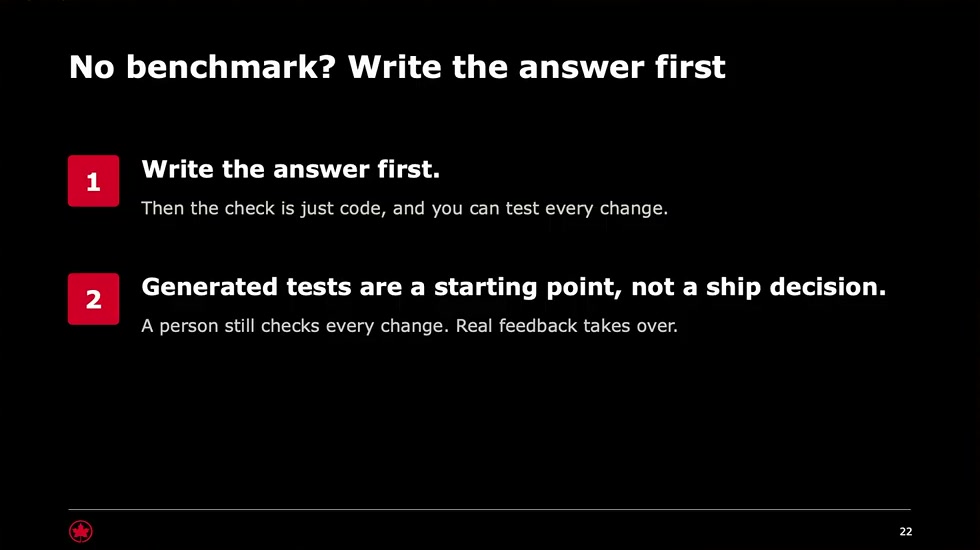 No benchmark? Write the answer first
1
Write the answer first.
Then the check is just code, and you can test every change.
2
Generated tests are a starting point, not a ship decision.
A person still checks every change. Real feedback takes over.
22